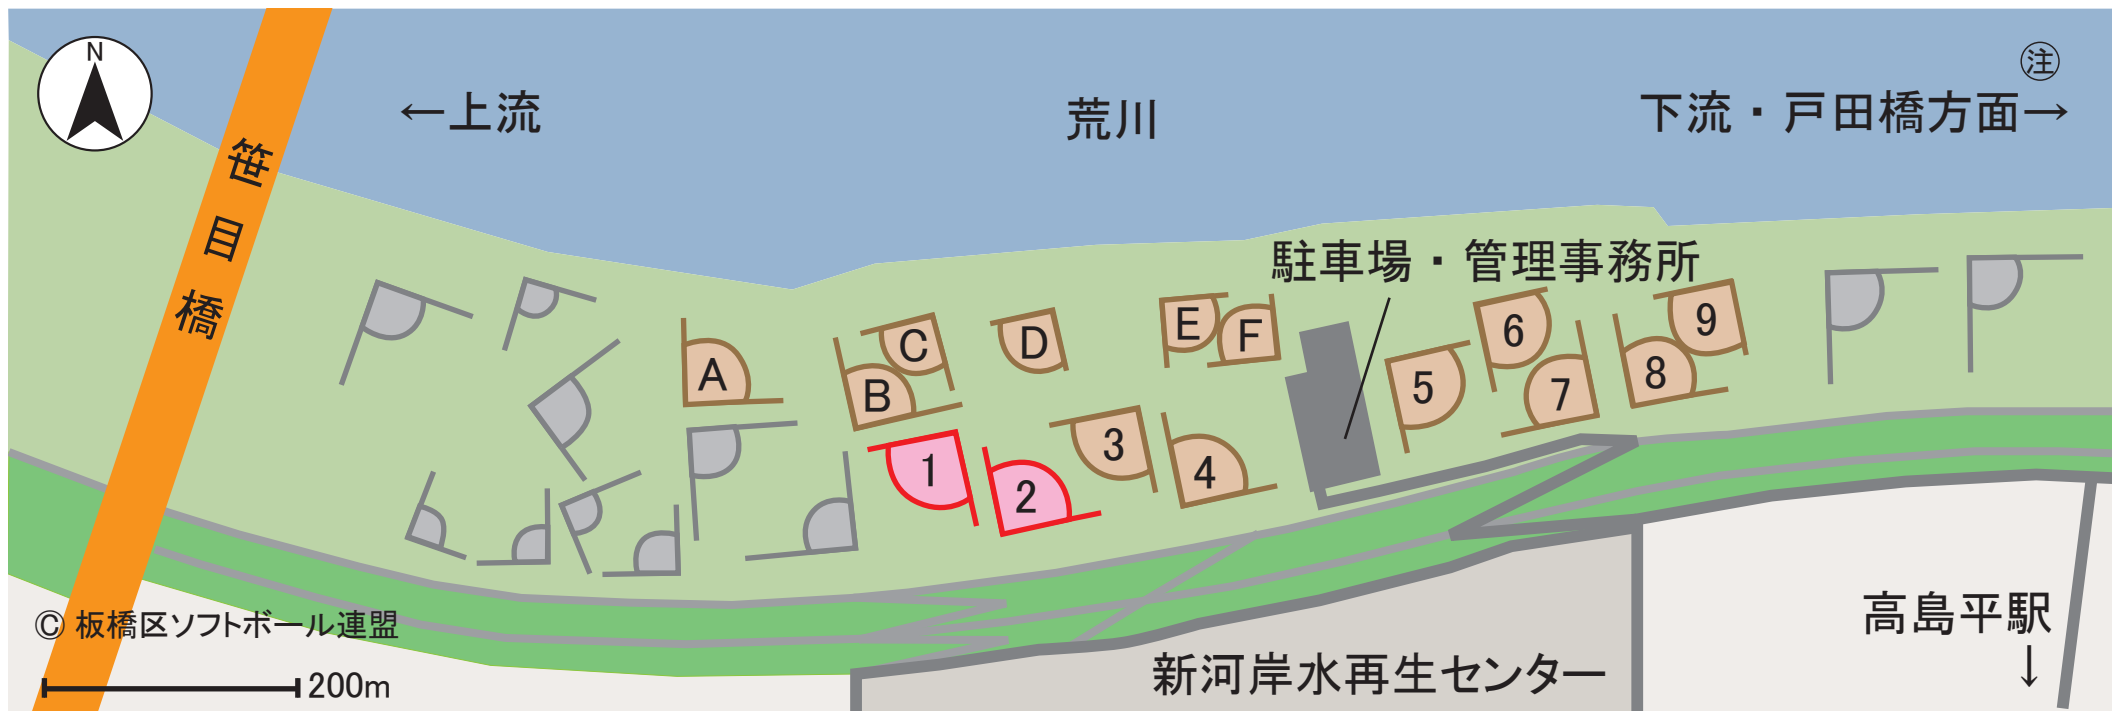 N
←上流
荒川
㊟
下流・戸田橋方面→
笹目橋
駐車場・管理事務所
A
B
C
D
E
F
1
2
3
4
5
6
7
8
9
© 板橋区ソフトボール連盟
200m
新河岸水再生センター
高島平駅
↓